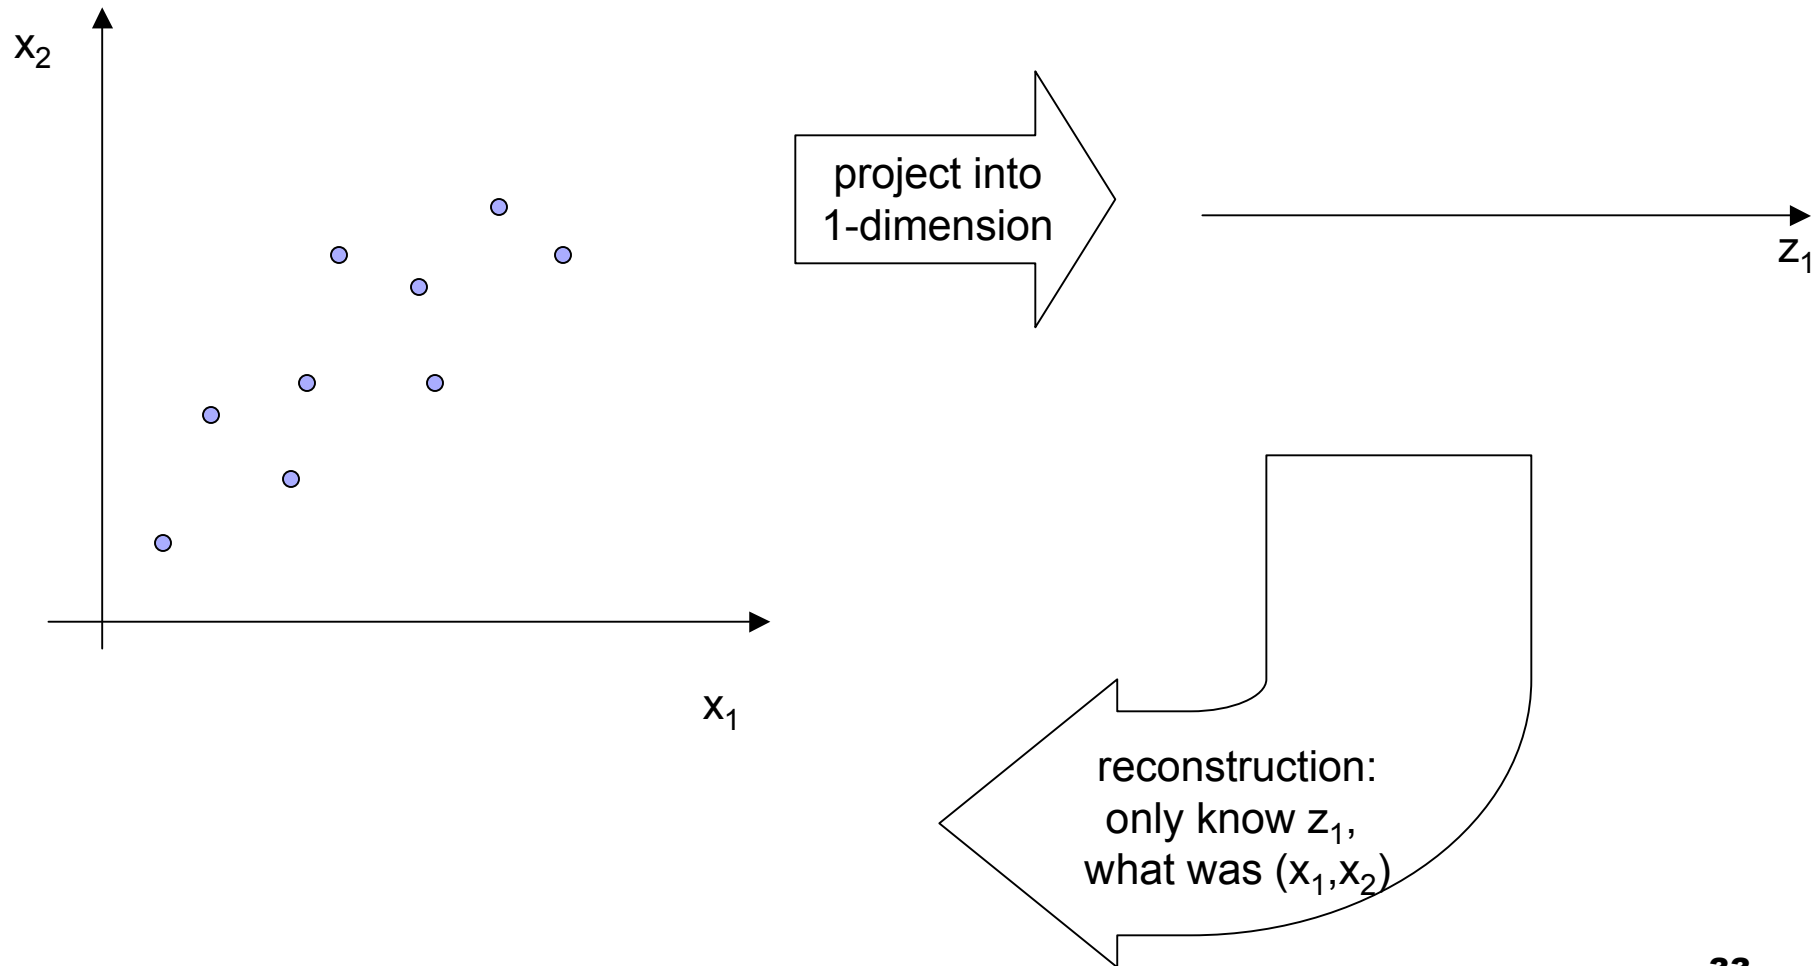 x₂
project into
1-dimension
z₁
x₁
reconstruction:
only know z₁,
what was (x₁,x₂)